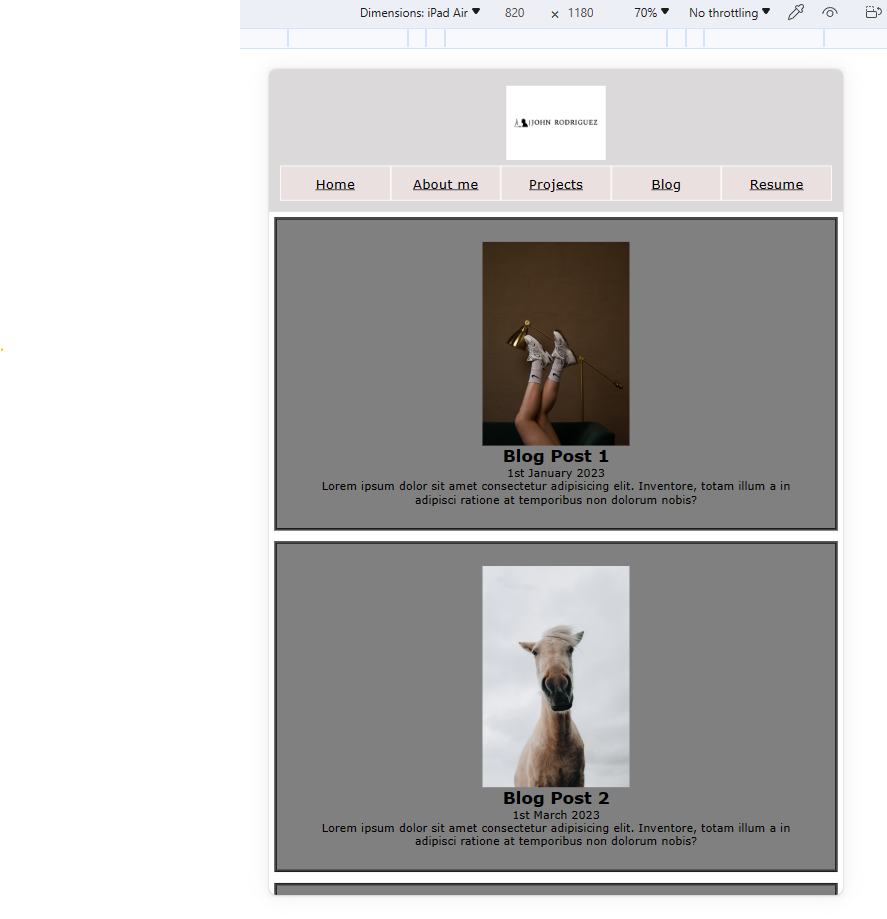 Dimensions: iPad Air 820 × 1180 70% No throttling
JOHN RODRIGUEZ
Home About me Projects Blog Resume
Blog Post 1
1st January 2023
Lorem ipsum dolor sit amet consectetur adipisicing elit. Inventore, totam illum a in
adipisci ratione at temporibus non dolorum nobis?
Blog Post 2
1st March 2023
Lorem ipsum dolor sit amet consectetur adipisicing elit. Inventore, totam illum a in
adipisci ratione at temporibus non dolorum nobis?